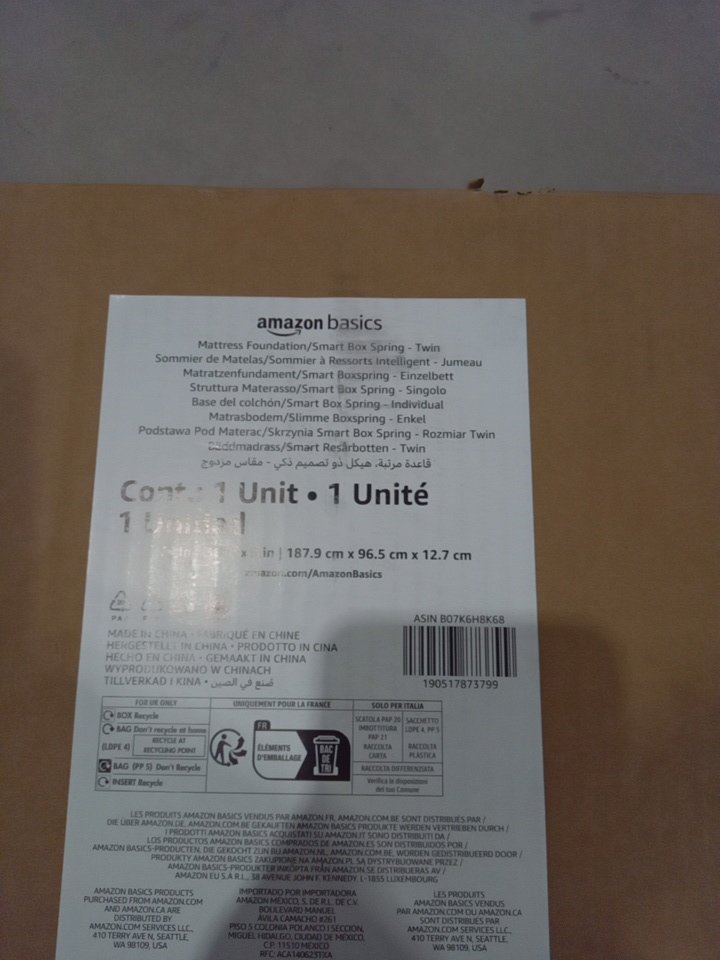 amazon basics
Mattress Foundation/Smart Box Spring - Twin
Sommier de Matelas/Sommier à Ressorts Intelligent - Jumeau
Matratzenfundament/Smart Boxspring - Einzelbett
Struttura Materasso/Smart Box Spring - Singolo
Base del colchón/Smart Box Spring - Individual
Matrasbodem/Slimme Boxspring - Enkel
Podstawa Pod Materac/Skrzynia Smart Box Spring - Rozmiar Twin
Bäddmadrass/Smart Resårbotten - Twin
قاعدة مرتبة، هيكل ذو تصميم ذكي - مقاس مزدوج
1 Unit • 1 Unité
1
x in | 187.9 cm x 96.5 cm x 12.7 cm
amazon.com/AmazonBasics
ASIN B07K6H8K68
190517873799
MADE IN CHINA • FABRIQUÉ EN CHINE
HERGESTELLT IN CHINA • PRODOTTO IN CINA
HECHO EN CHINA • GEMAAKT IN CHINA
WYPRODUKOWANO W CHINACH
TILLVERKAD I KINA • صنع في الصين
FOR UK ONLY
BOX Recycle
BAG Don't recycle at home
(LDPE 4) RECYCLE AT
RECYCLING POINT
BAG (PP 5) Don't Recycle
INSERT Recycle
UNIQUEMENT POUR LA FRANCE
FR
ÉLÉMENTS
D'EMBALLAGE
BAC
DE
TRI
SOLO PER ITALIA
SCATOLA PAP 20
IMBOTTITURA
PAP 21
RACCOLTA
CARTA
SACCHETTO
LDPE 4, PP 5
RACCOLTA
PLASTICA
RACCOLTA DIFFERENZIATA
Verifica le disposizioni
del tuo Comune
LES PRODUITS AMAZON BASICS VENDUS PAR AMAZON.FR, AMAZON.COM.BE SONT DISTRIBUÉS PAR /
DIE ÜBER AMAZON.DE, AMAZON.COM.BE GEKAUFTEN AMAZON BASICS PRODUKTE WERDEN VERTRIEBEN DURCH /
I PRODOTTI AMAZON BASICS ACQUISTATI SU AMAZON.IT SONO DISTRIBUITI DA /
LOS PRODUCTOS AMAZON BASICS COMPRADOS DE AMAZON.ES SON DISTRIBUIDOS POR /
AMAZON BASICS-PRODUCTEN, DIE GEKOCHT ZIJN BIJ AMAZON.NL, AMAZON.COM.BE, WORDEN GEDISTRIBUEERD DOOR /
PRODUKTY AMAZON BASICS ZAKUPIONE NA AMAZON.PL SĄ DYSTRYBUOWANE PRZEZ /
AMAZON BASICS-PRODUKTER INKÖPTA FRÅN AMAZON.SE DISTRIBUERAS AV /
AMAZON EU S.À R.L., 38 AVENUE JOHN F. KENNEDY, L-1855 LUXEMBOURG
AMAZON BASICS PRODUCTS
PURCHASED FROM AMAZON.COM
AND AMAZON.CA ARE
DISTRIBUTED BY
AMAZON.COM SERVICES LLC.,
410 TERRY AVE N, SEATTLE,
WA 98109, USA
IMPORTADO POR IMPORTADORA
AMAZON MÉXICO, S. DE R.L. DE C.V.
BOULEVARD MANUEL
ÁVILA CAMACHO #261
PISO 5 COLONIA POLANCO I SECCIÓN,
MIGUEL HIDALGO, CIUDAD DE MÉXICO,
C.P. 11510 MÉXICO
RFC: ACA140623TXA
LES PRODUITS
AMAZON BASICS VENDUS
PAR AMAZON.COM OU AMAZON.CA
SONT DISTRIBUÉS PAR
AMAZON.COM SERVICES LLC.,
410 TERRY AVE N, SEATTLE,
WA 98109, USA